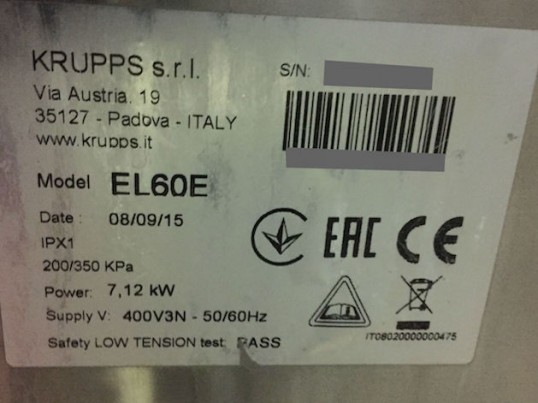 KRUPPS s.r.l.
Via Austria, 19
35127 - Padova - ITALY
www.krupps.it
S/N:
Model EL60E
Date : 08/09/15
IPX1
200/350 KPa
Power: 7,12 kW
Supply V: 400V3N - 50/60Hz
Safety LOW TENSION test: PASS
EAC CE
IT08020000000475